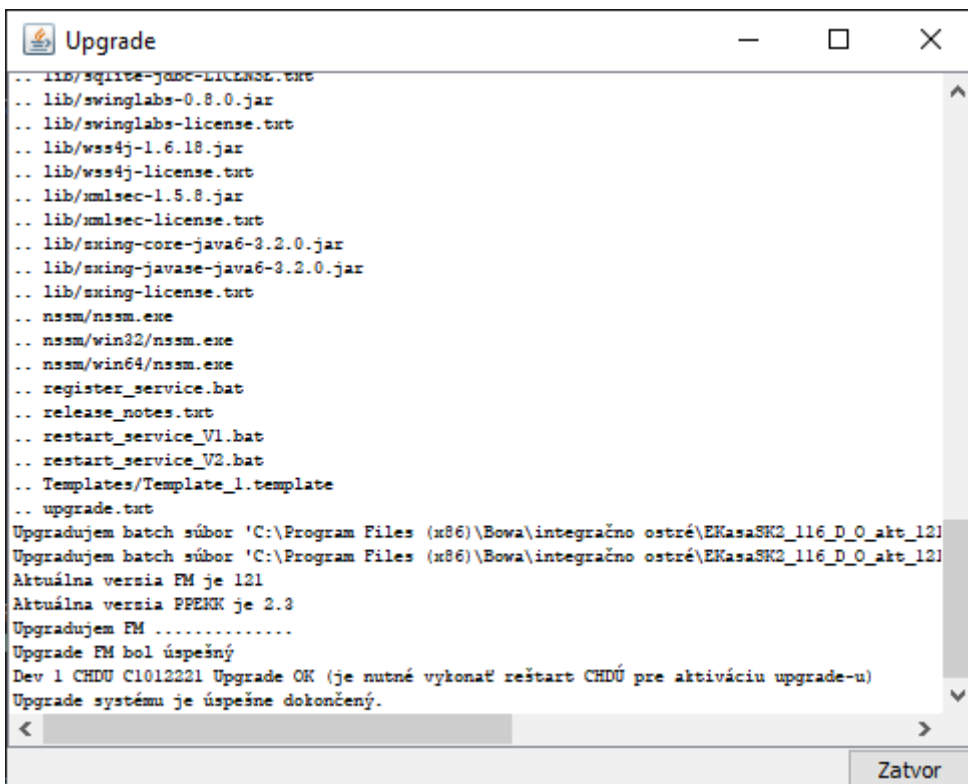 Upgrade
.. lib/sqlite-jdbc-LICENSE.txt
.. lib/swinglabs-0.8.0.jar
.. lib/swinglabs-license.txt
.. lib/wss4j-1.6.18.jar
.. lib/wss4j-license.txt
.. lib/xmlsec-1.5.8.jar
.. lib/xmlsec-license.txt
.. lib/zxing-core-java6-3.2.0.jar
.. lib/zxing-javase-java6-3.2.0.jar
.. lib/zxing-license.txt
.. nssm/nssm.exe
.. nssm/win32/nssm.exe
.. nssm/win64/nssm.exe
.. register_service.bat
.. release_notes.txt
.. restart_service_V1.bat
.. restart_service_V2.bat
.. Templates/Template_1.template
.. upgrade.txt
Upgradujem batch súbor 'C:\Program Files (x86)\Bowa\integračno ostré\EKasaSK2_116_D_O_akt_121
Upgradujem batch súbor 'C:\Program Files (x86)\Bowa\integračno ostré\EKasaSK2_116_D_O_akt_121
Aktuálna versia FM je 121
Aktuálna versia PPEKK je 2.3
Upgradujem FM ..............
Upgrade FM bol úspešný
Dev 1 CHDU C1012221 Upgrade OK (je nutné vykonať reštart CHDÚ pre aktiváciu upgrade-u)
Upgrade systému je úspešne dokončený.
Zatvor